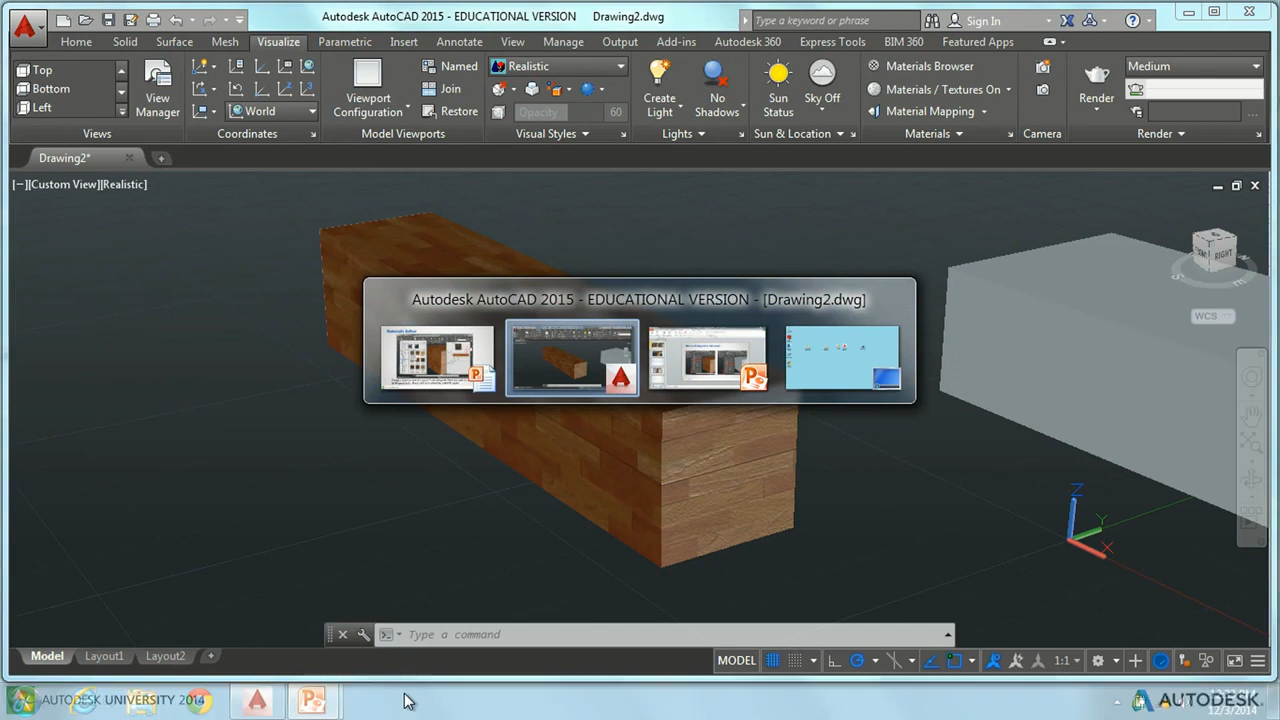 Autodesk AutoCAD 2015 - EDUCATIONAL VERSION Drawing2.dwg
Type a keyword or phrase
Sign In
Home Solid Surface Mesh Visualize Parametric Insert Annotate View Manage Output Add-ins Autodesk 360 Express Tools BIM 360 Featured Apps
Top
Bottom
Left
View
Manager
Views
World
Coordinates
Viewport
Configuration
Named
Join
Restore
Model Viewports
Realistic
Opacity 60
Visual Styles
Create
Light
No
Shadows
Lights
Sun
Status
Sky Off
Sun & Location
Materials Browser
Materials / Textures On
Material Mapping
Materials
Camera
Render
Medium
Render
Drawing2*
[−][Custom View][Realistic]
RIGHT
WCS
Autodesk AutoCAD 2015 - EDUCATIONAL VERSION - [Drawing2.dwg]
Z
Y
X
Type a command
Model Layout1 Layout2
MODEL
1:1
AUTODESK UNIVERSITY 2014
AUTODESK
12/3/2014